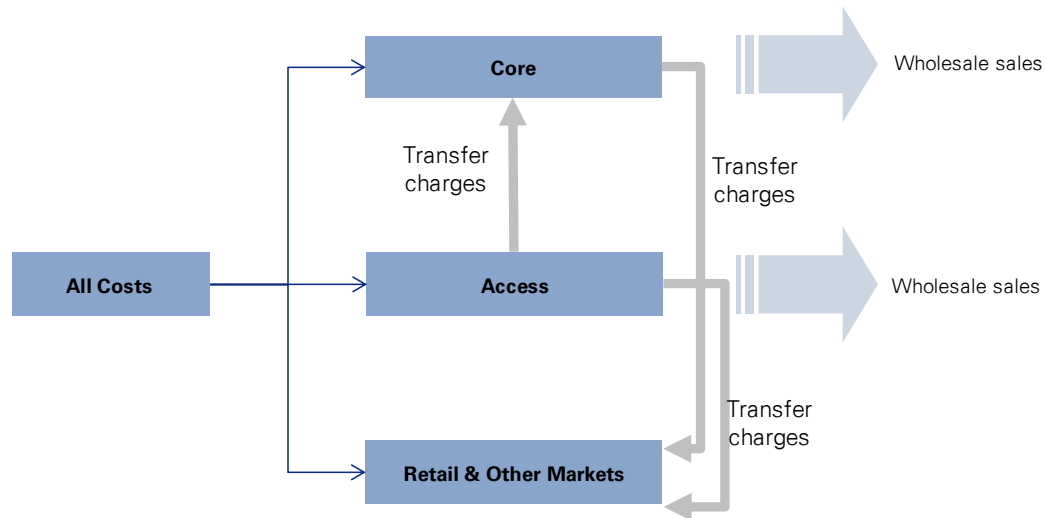 Core
Wholesale sales
Transfer
charges
Transfer
charges
All Costs
Access
Wholesale sales
Transfer
charges
Retail & Other Markets